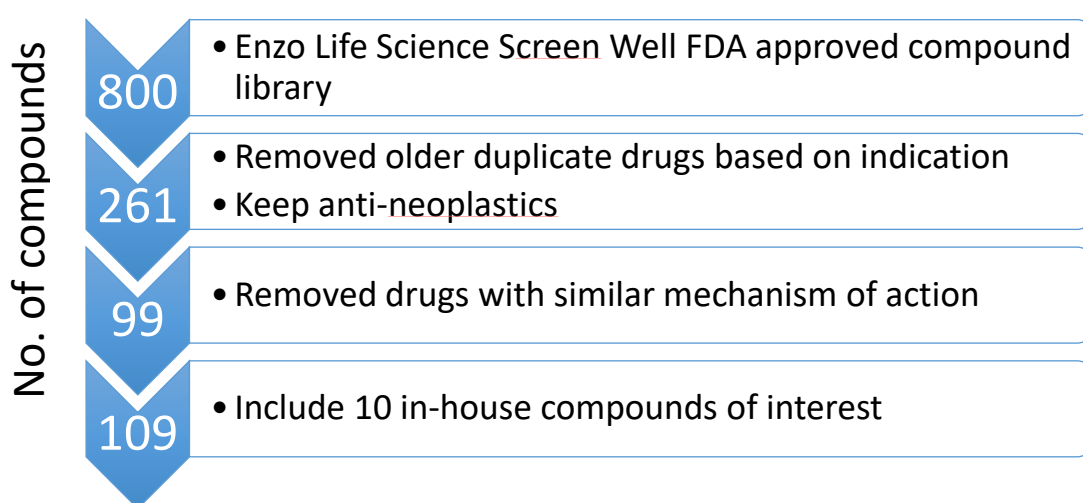 No. of compounds
800
• Enzo Life Science Screen Well FDA approved compound
library
261
• Removed older duplicate drugs based on indication
• Keep anti-neoplastics
99
• Removed drugs with similar mechanism of action
109
• Include 10 in-house compounds of interest